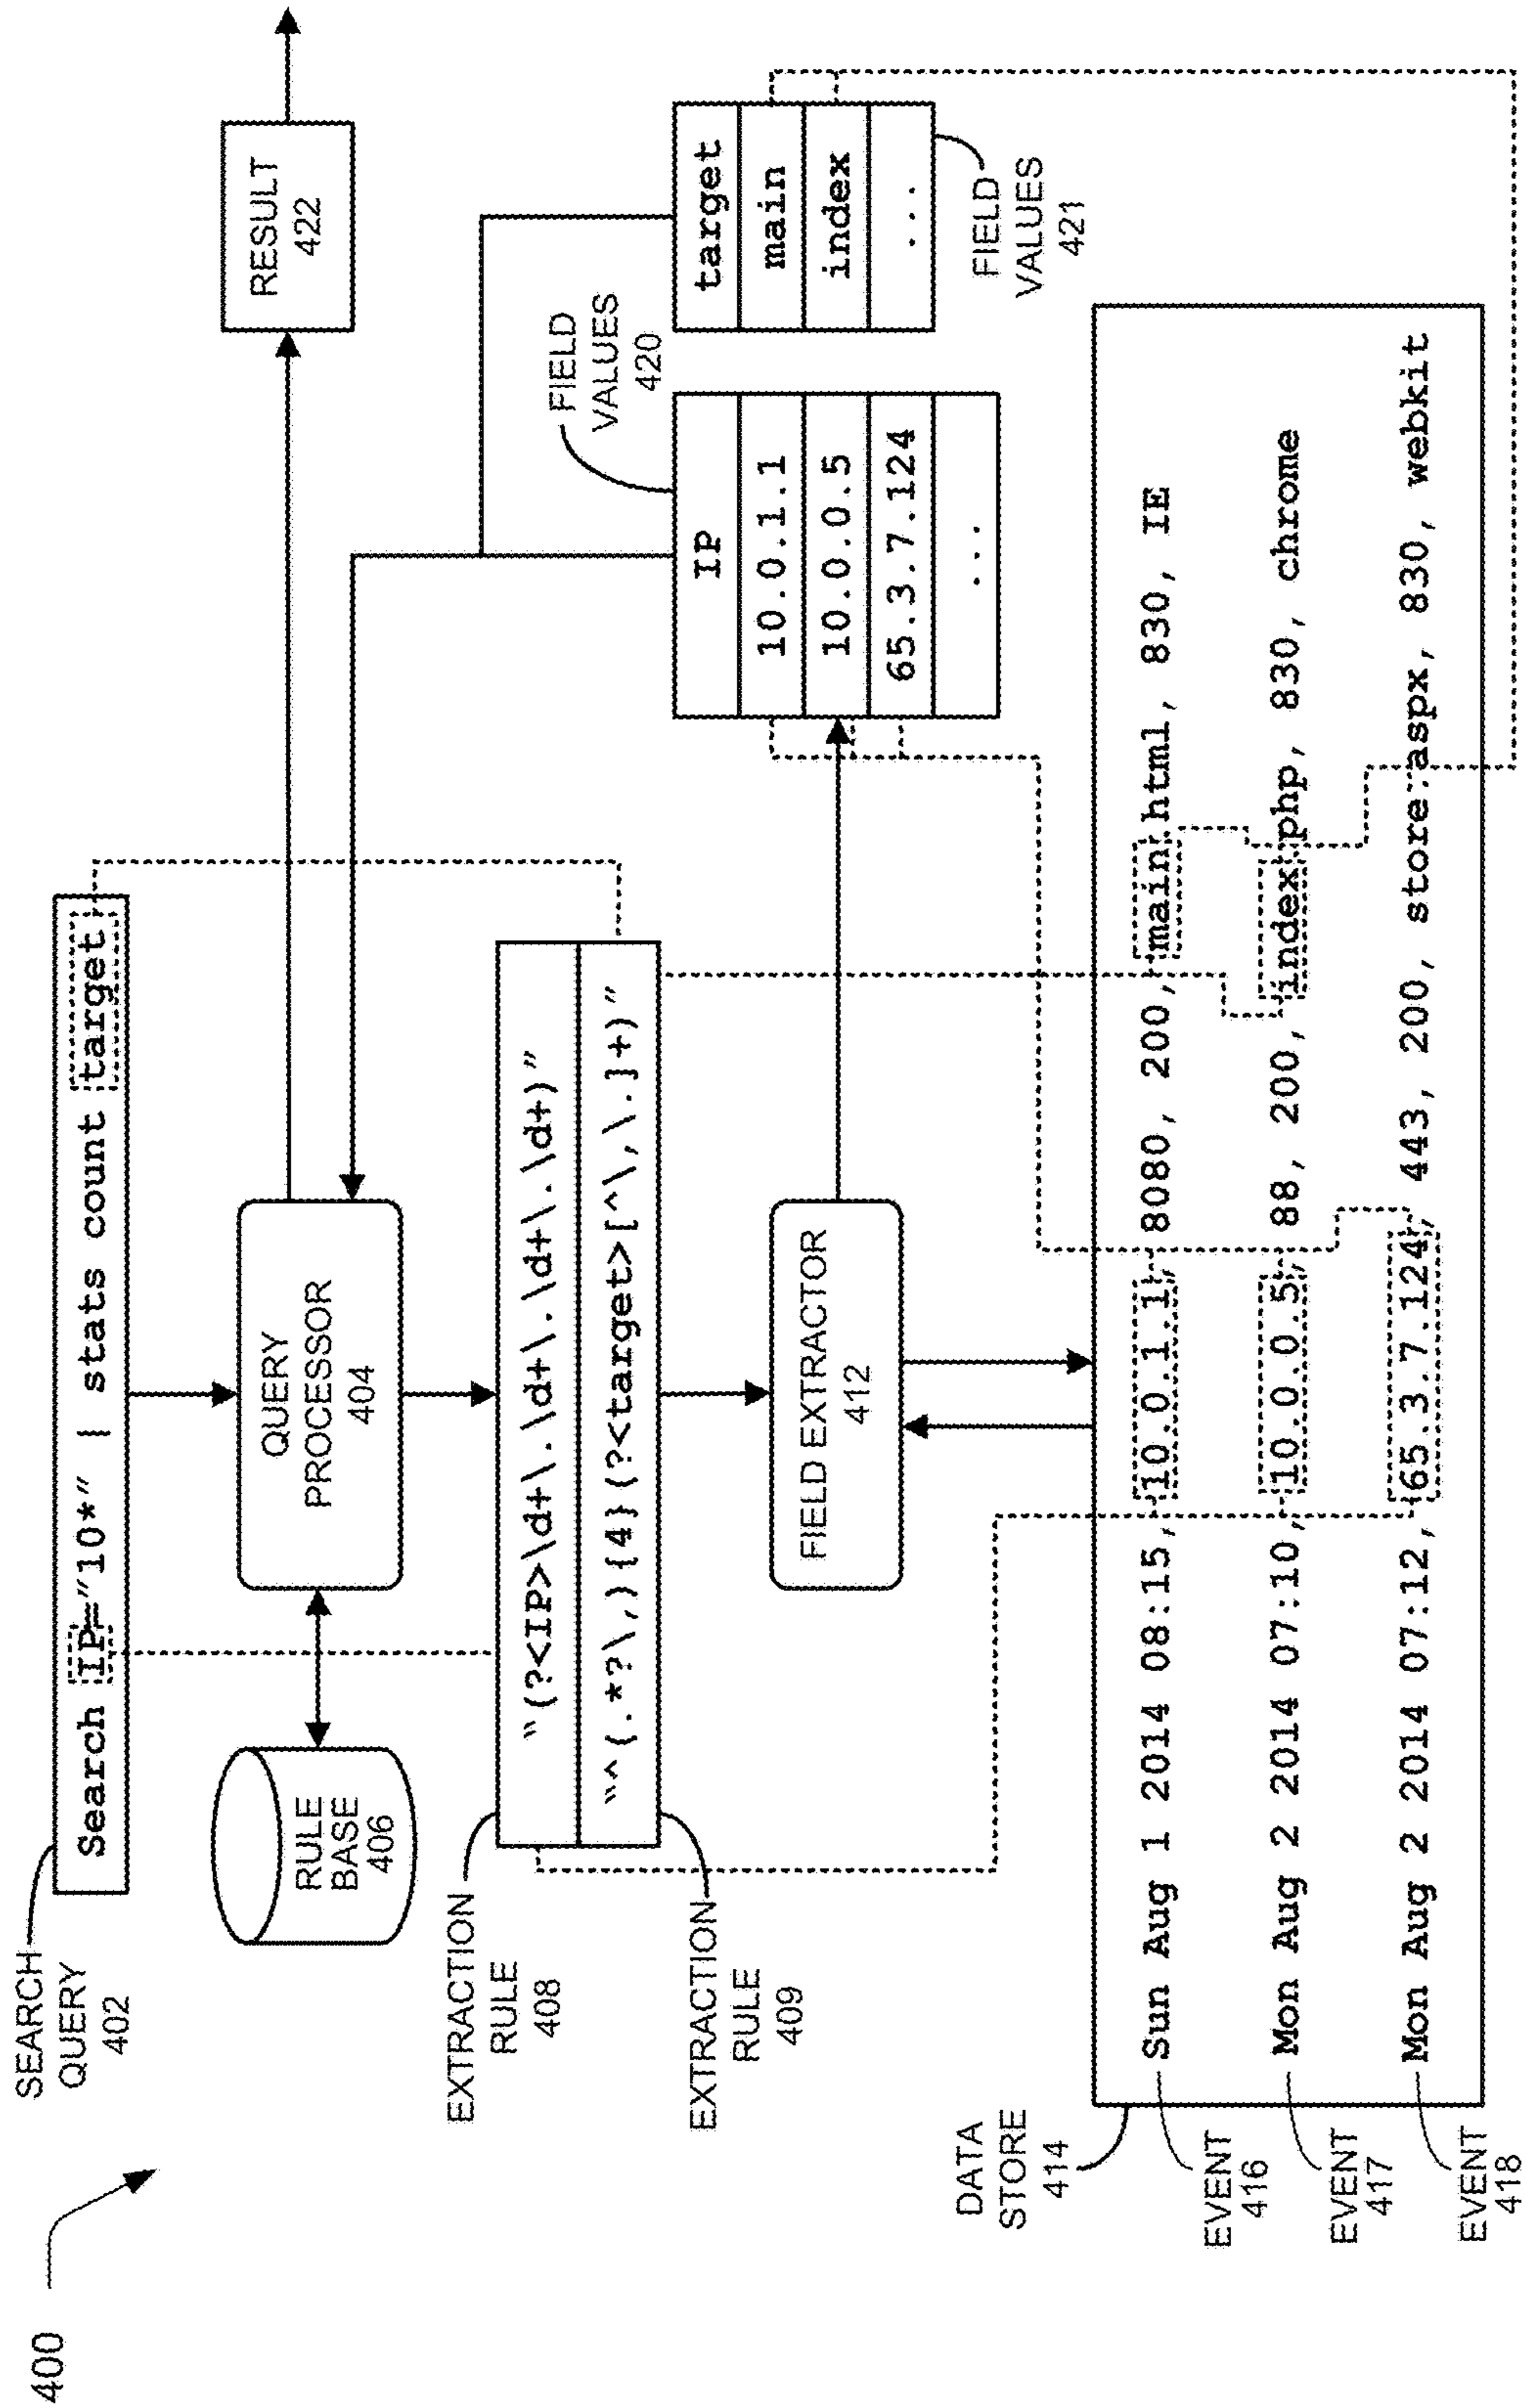 400
SEARCH
QUERY
402
Search IP="10*" | stats count target
RULE
BASE
406
QUERY
PROCESSOR
404
RESULT
422
EXTRACTION
RULE
408
"(?<IP>\d+\.\d+\.\d+\.\d+)"
"^(.*?\,){4}(?<target>[^\,\.]+)"
EXTRACTION
RULE
409
FIELD EXTRACTOR
412
FIELD
VALUES
420
IP
10.0.1.1
10.0.0.5
65.3.7.124
...
target
main
index
...
FIELD
VALUES
421
DATA
STORE
414
EVENT
416
Sun Aug 1 2014 08:15, 10.0.1.1, 8080, 200, main.html, 830, IE
EVENT
417
Mon Aug 2 2014 07:10, 10.0.0.5, 88, 200, index.php, 830, chrome
EVENT
418
Mon Aug 2 2014 07:12, 65.3.7.124, 443, 200, store.aspx, 830, webkit